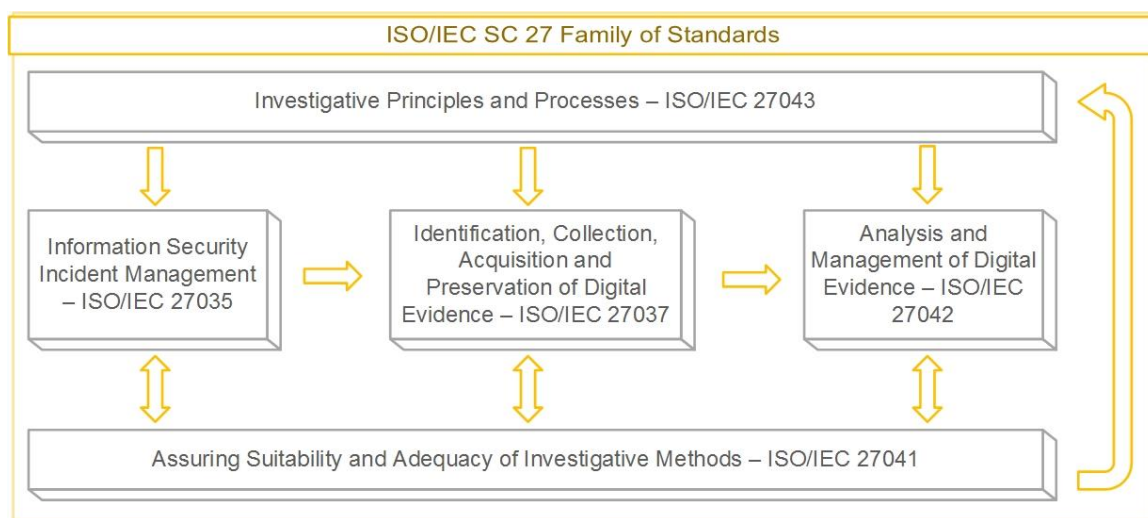 ISO/IEC SC 27 Family of Standards
Investigative Principles and Processes – ISO/IEC 27043
Information Security
Incident Management
– ISO/IEC 27035
Identification, Collection,
Acquisition and
Preservation of Digital
Evidence – ISO/IEC 27037
Analysis and
Management of Digital
Evidence – ISO/IEC
27042
Assuring Suitability and Adequacy of Investigative Methods – ISO/IEC 27041